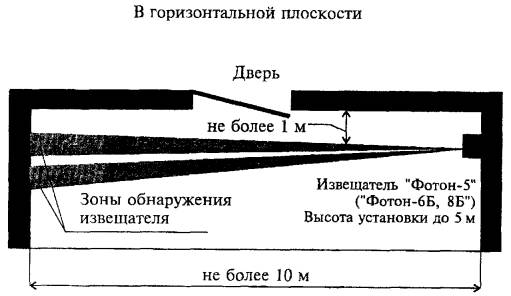 В горизонтальной плоскости
Дверь
не более 1 м
Зоны обнаружения
извещателя
Извещатель "Фотон-5"
("Фотон-6Б, 8Б")
Высота установки до 5 м
не более 10 м